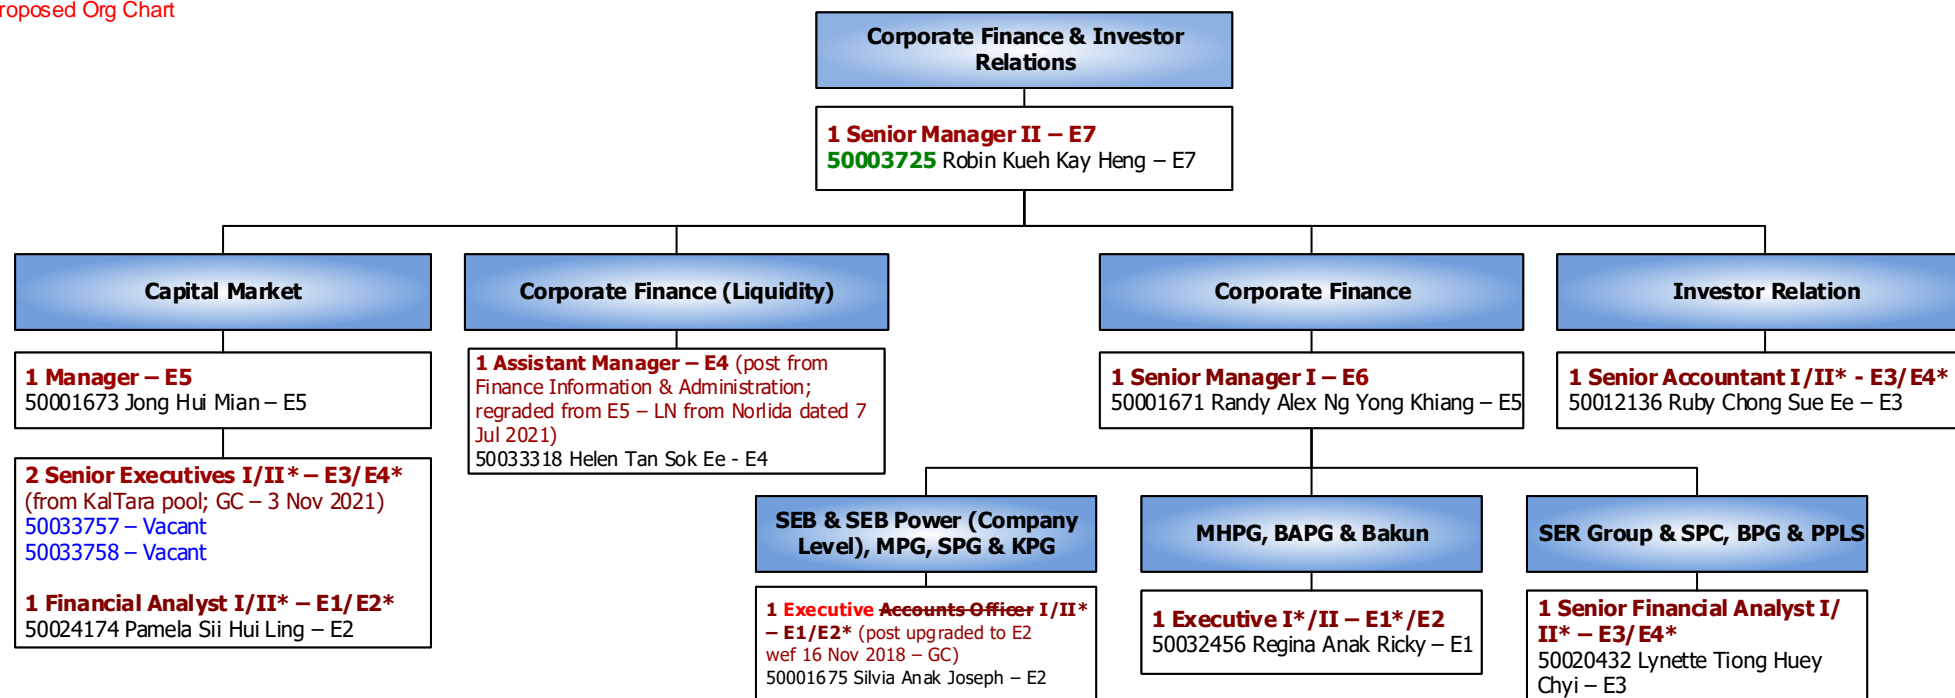 roposed Org Chart
Corporate Finance & Investor
Relations
1 Senior Manager II – E7
50003725 Robin Kueh Kay Heng – E7
Capital Market
1 Manager – E5
50001673 Jong Hui Mian – E5
2 Senior Executives I/II* – E3/E4*
(from KalTara pool; GC – 3 Nov 2021)
50033757 – Vacant
50033758 – Vacant
1 Financial Analyst I/II* – E1/E2*
50024174 Pamela Sii Hui Ling – E2
Corporate Finance (Liquidity)
1 Assistant Manager – E4 (post from
Finance Information & Administration;
regraded from E5 – LN from Norlida dated 7
Jul 2021)
50033318 Helen Tan Sok Ee - E4
Corporate Finance
1 Senior Manager I – E6
50001671 Randy Alex Ng Yong Khiang – E5
SEB & SEB Power (Company
Level), MPG, SPG & KPG
1 Executive Accounts Officer I/II*
– E1/E2* (post upgraded to E2
wef 16 Nov 2018 – GC)
50001675 Silvia Anak Joseph – E2
MHPG, BAPG & Bakun
1 Executive I*/II – E1*/E2
50032456 Regina Anak Ricky – E1
SER Group & SPC, BPG & PPLS
1 Senior Financial Analyst I/
II* – E3/E4*
50020432 Lynette Tiong Huey
Chyi – E3
Investor Relation
1 Senior Accountant I/II* - E3/E4*
50012136 Ruby Chong Sue Ee – E3